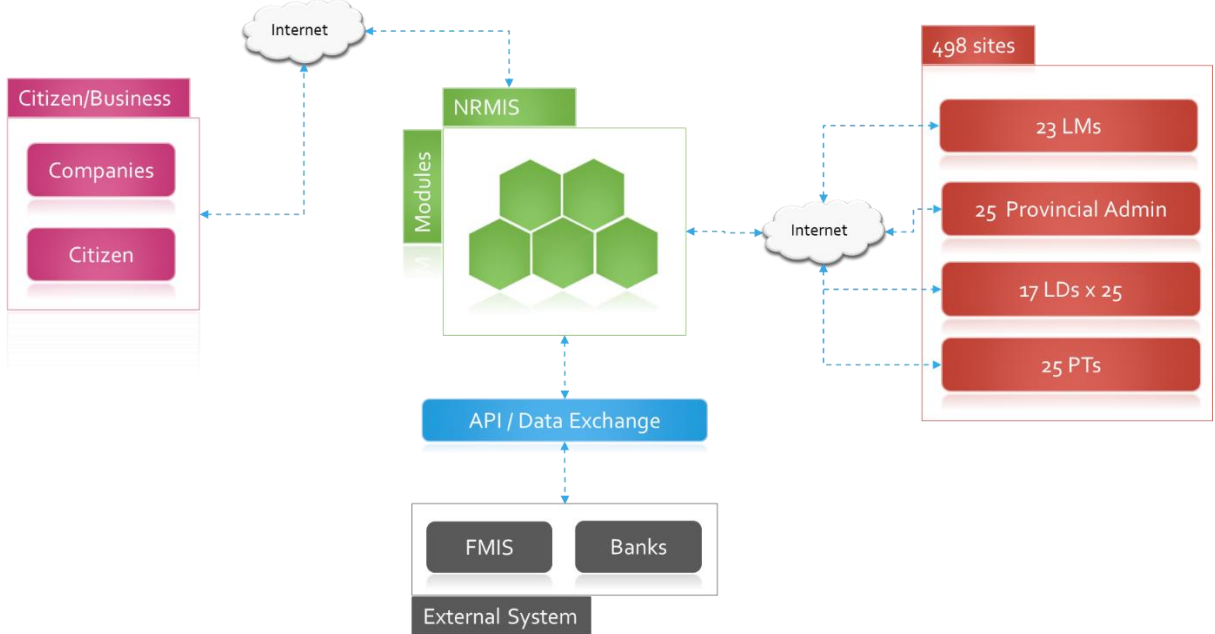 Internet
Citizen/Business
Companies
Citizen
NRMIS
Modules
Internet
498 sites
23 LMs
25 Provincial Admin
17 LDs x 25
25 PTs
API / Data Exchange
FMIS
Banks
External System